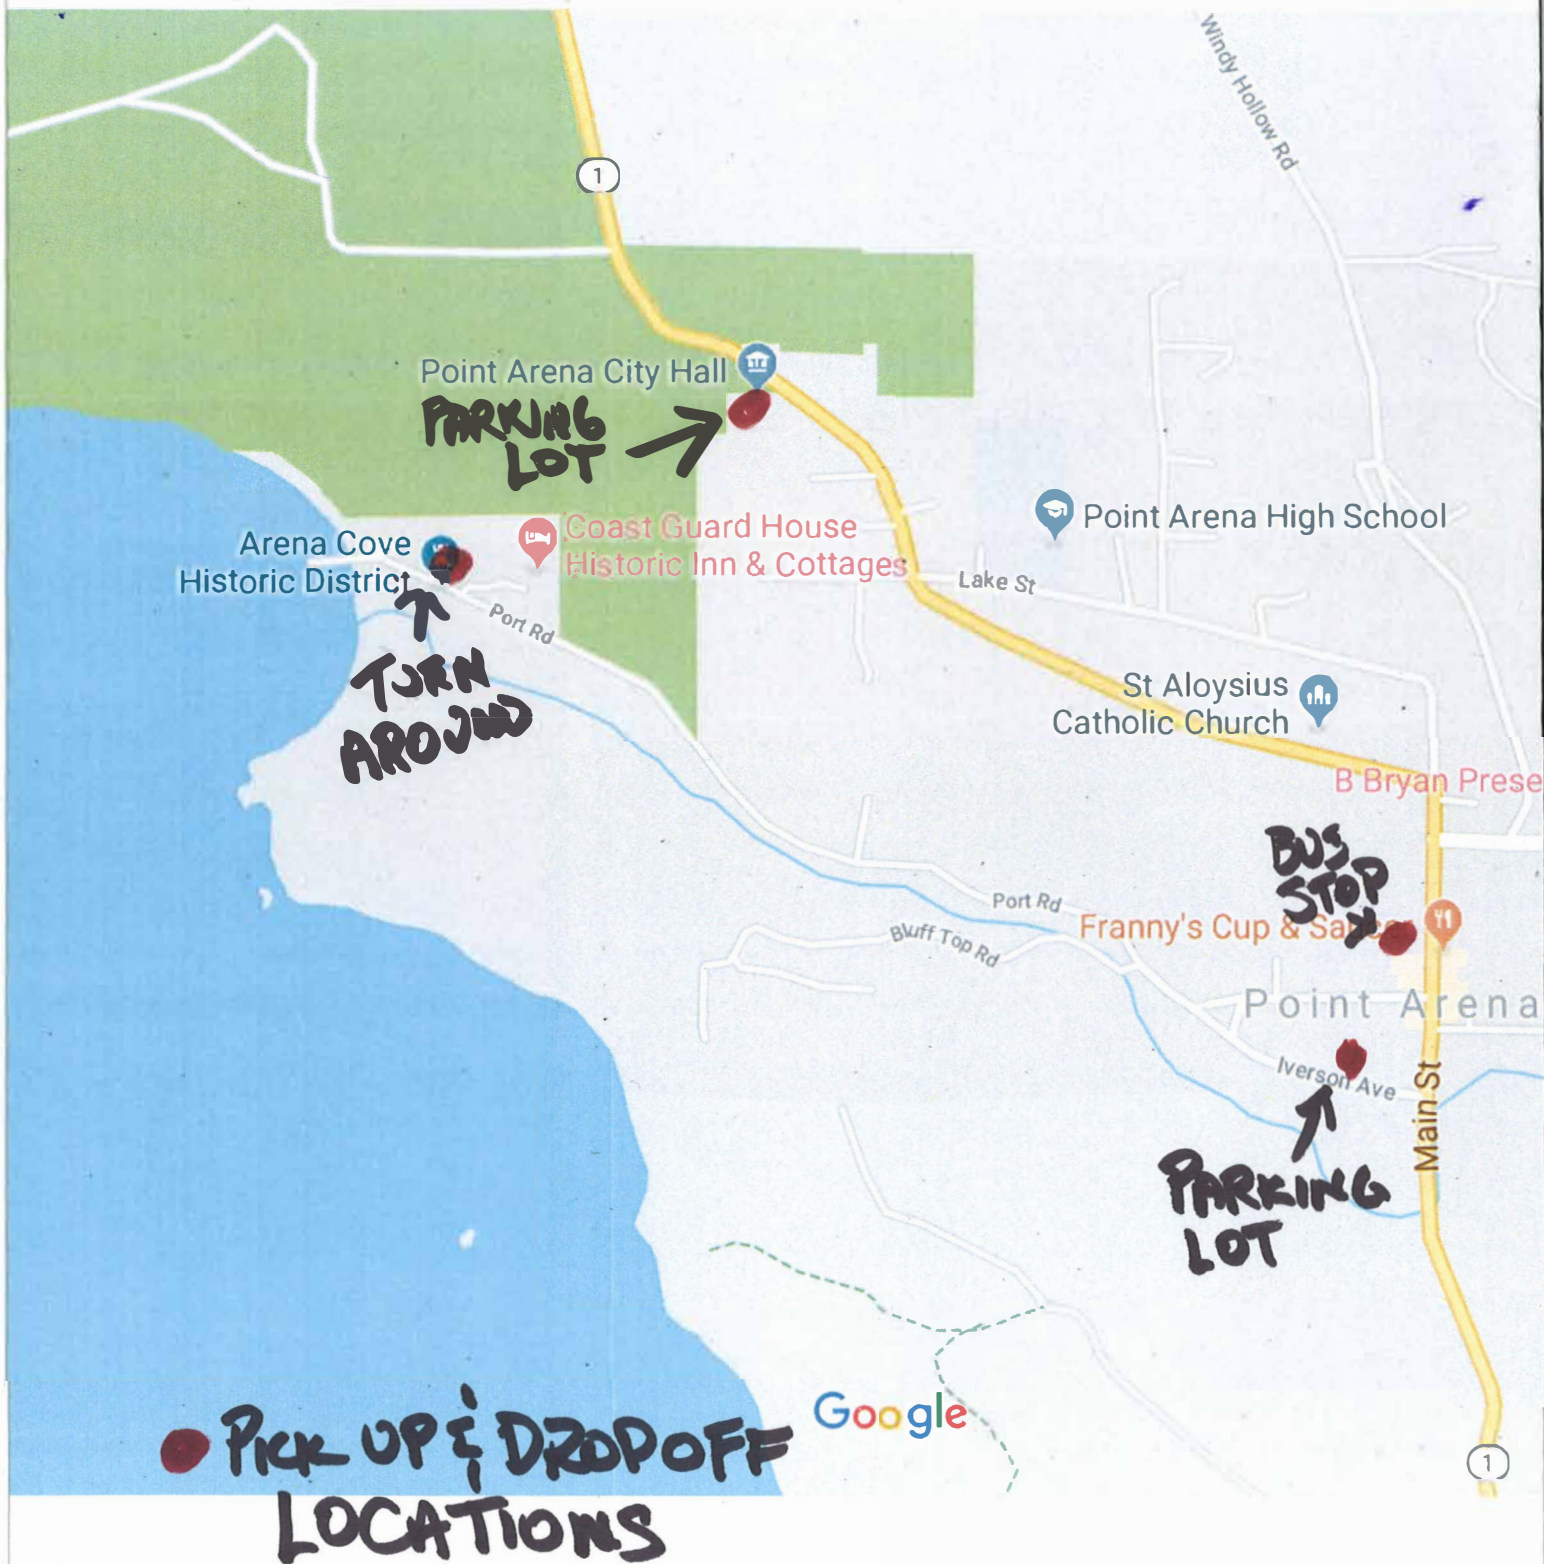 Windy Hollow Rd
1
Point Arena City Hall
PARKING
LOT
Point Arena High School
Arena Cove
Historic District
Coast Guard House
Historic Inn & Cottages
Lake St
Port Rd
TURN
AROUND
St Aloysius
Catholic Church
B Bryan Prese
BUS
STOP
Port Rd
Franny's Cup & Saucer
Bluff Top Rd
Point Arena
Iverson Ave
Main St
PARKING
LOT
Google
PICK UP & DROP OFF
LOCATIONS
1